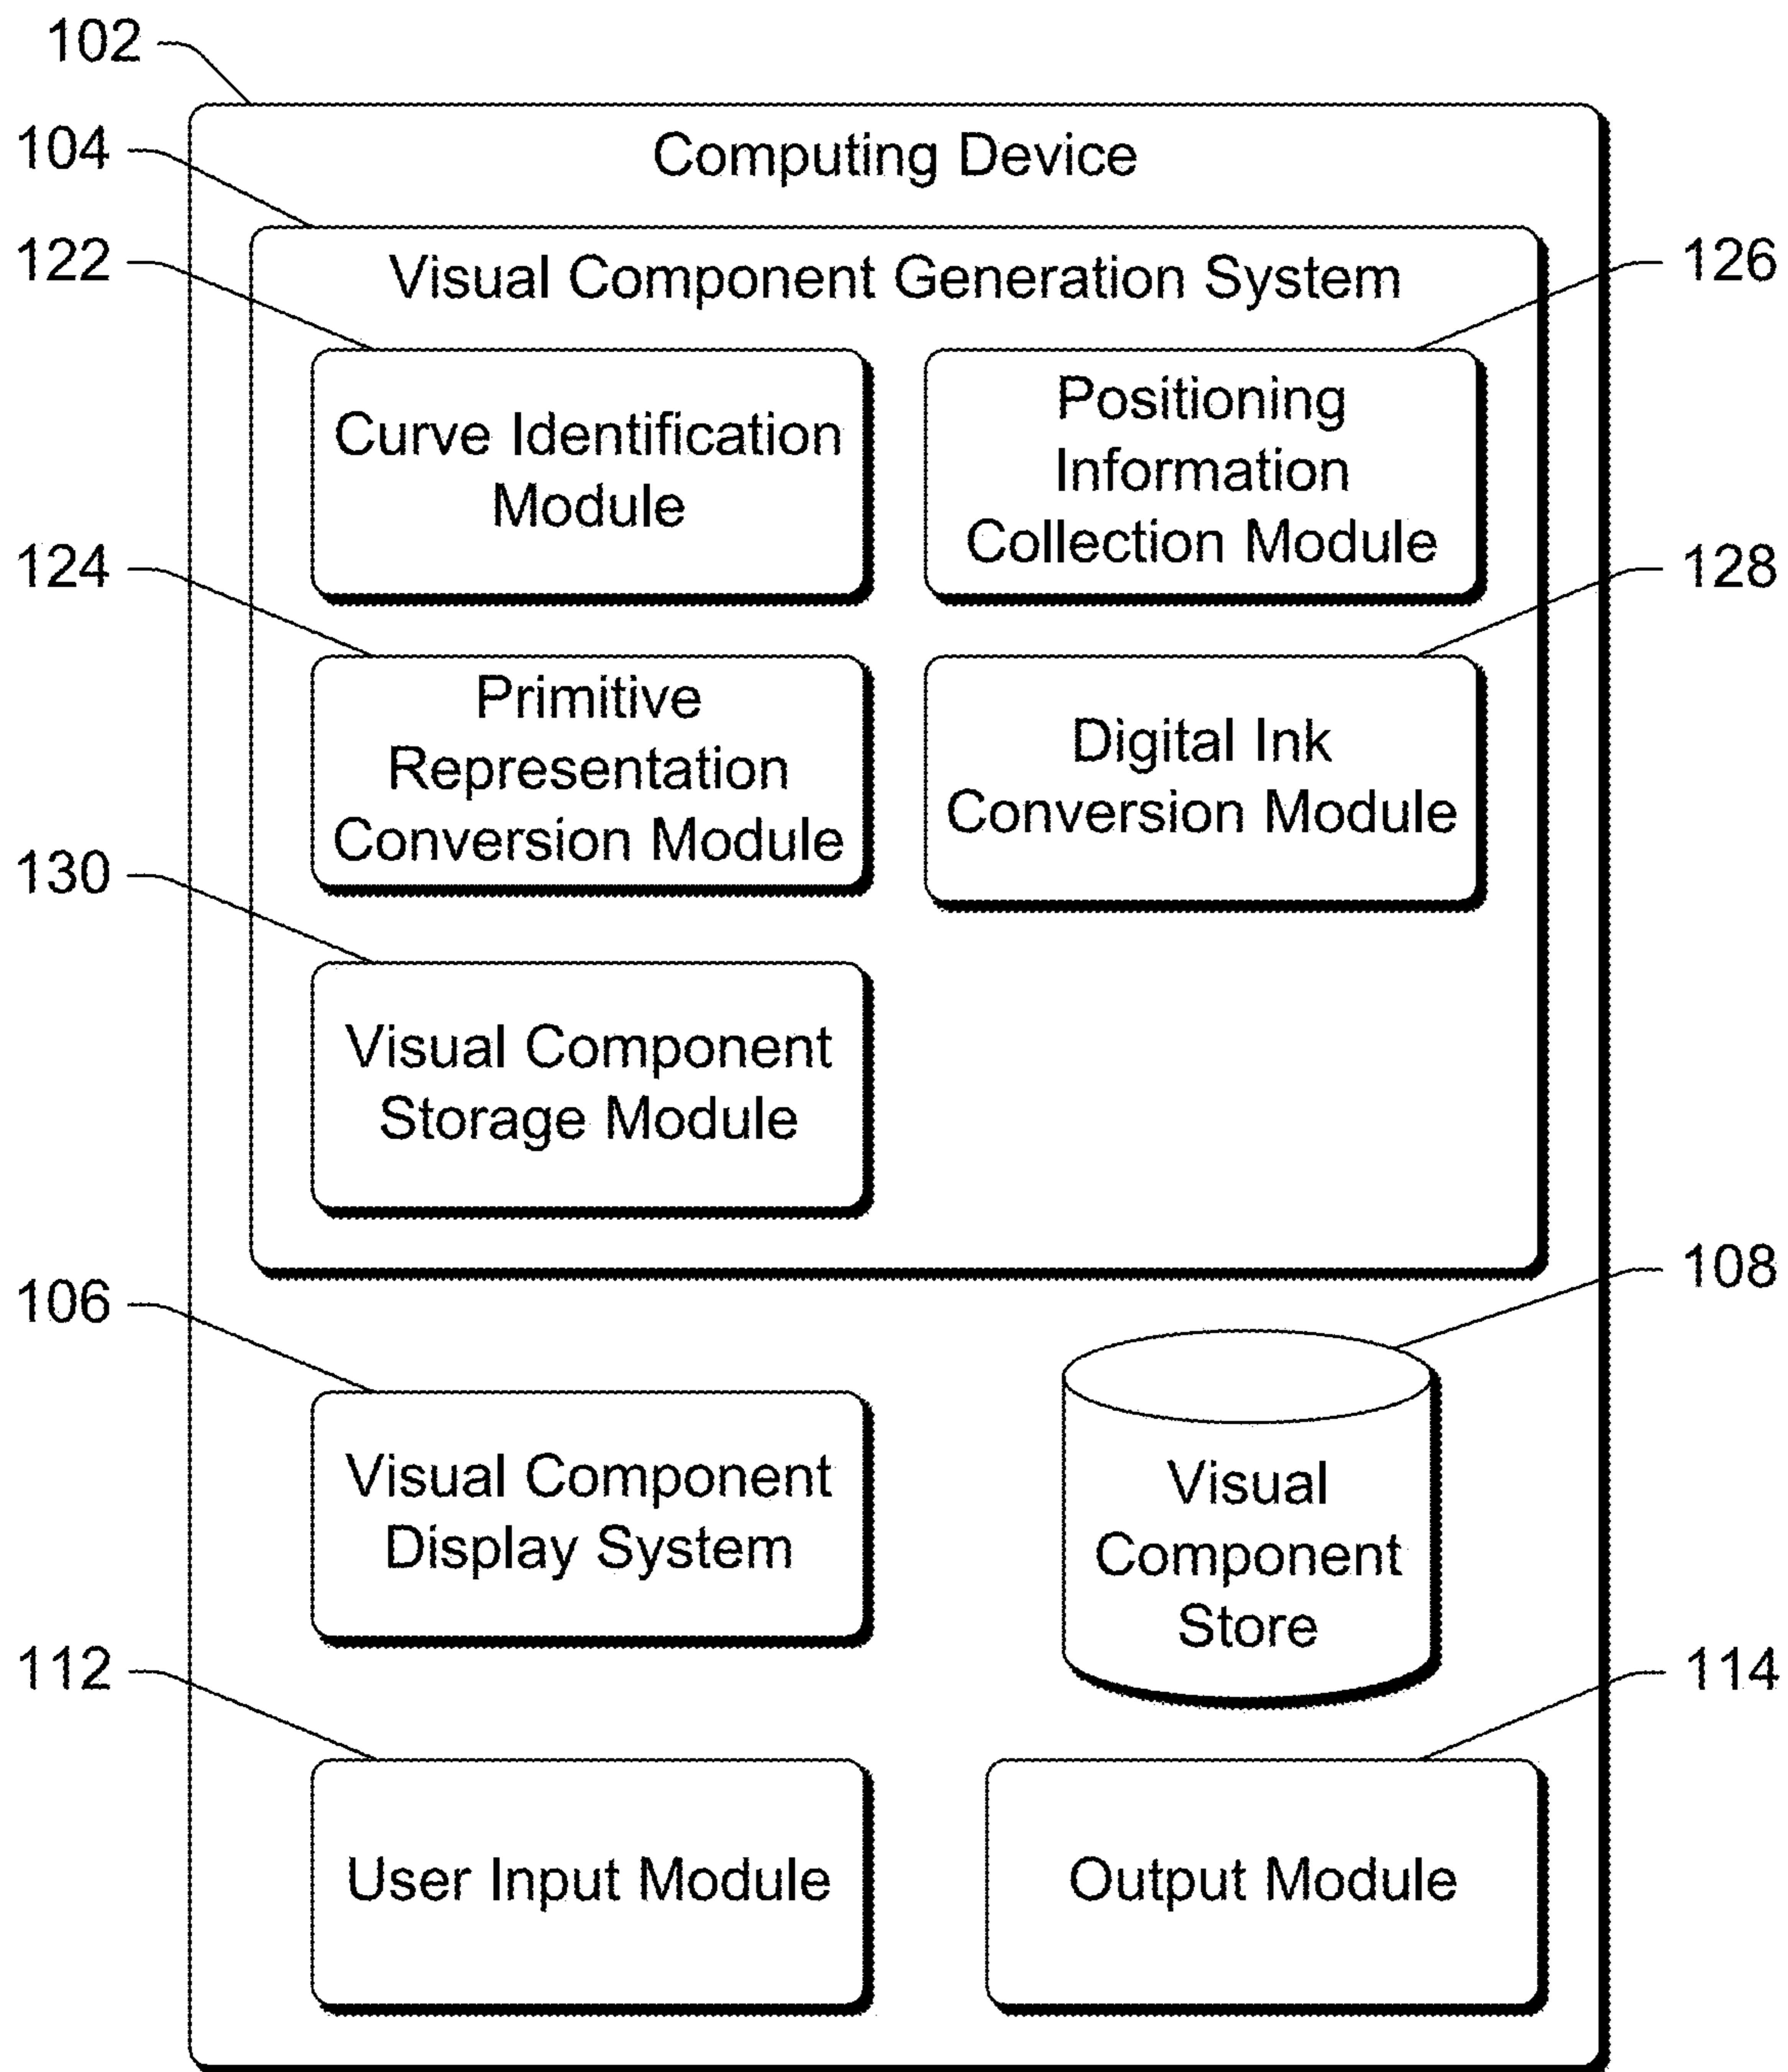 102
Computing Device
104
Visual Component Generation System
122
126
Curve Identification
Module
Positioning
Information
Collection Module
124
128
Primitive
Representation
Conversion Module
Digital Ink
Conversion Module
130
Visual Component
Storage Module
106
108
Visual Component
Display System
Visual
Component
Store
112
114
User Input Module
Output Module